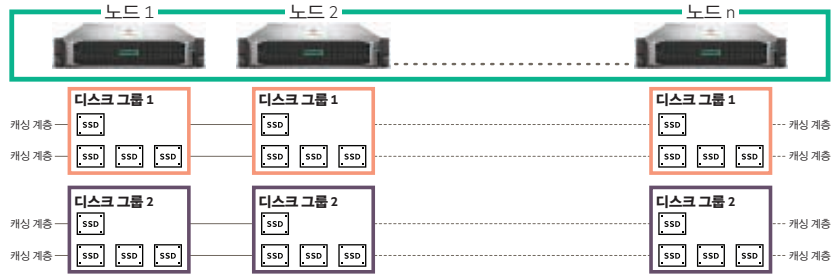 노드 1 노드 2 노드 n
디스크 그룹 1 디스크 그룹 1 디스크 그룹 1
캐싱 계층 SSD SSD SSD 캐싱 계층
캐싱 계층 SSD SSD SSD SSD SSD SSD SSD SSD SSD 캐싱 계층
디스크 그룹 2 디스크 그룹 2 디스크 그룹 2
캐싱 계층 SSD SSD SSD 캐싱 계층
캐싱 계층 SSD SSD SSD SSD SSD SSD SSD SSD SSD 캐싱 계층